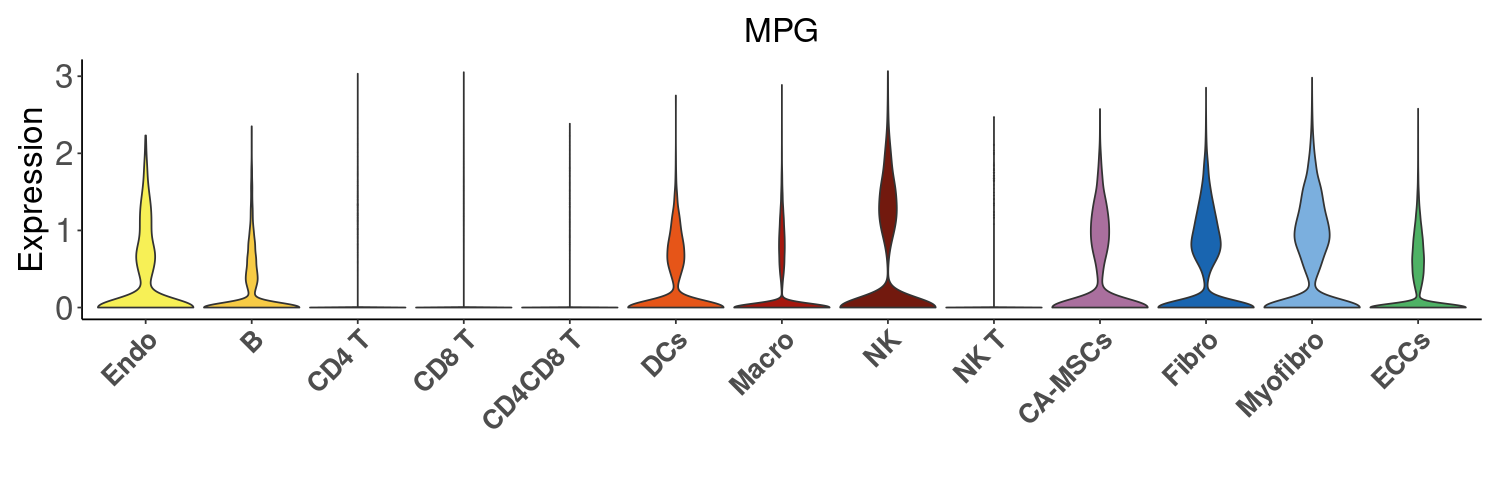 MPG
Expression
3
2
1
0
Endo
B
CD4 T
CD8 T
CD4CD8 T
DCs
Macro
NK
NK T
CA-MSCs
Fibro
Myofibro
ECCs